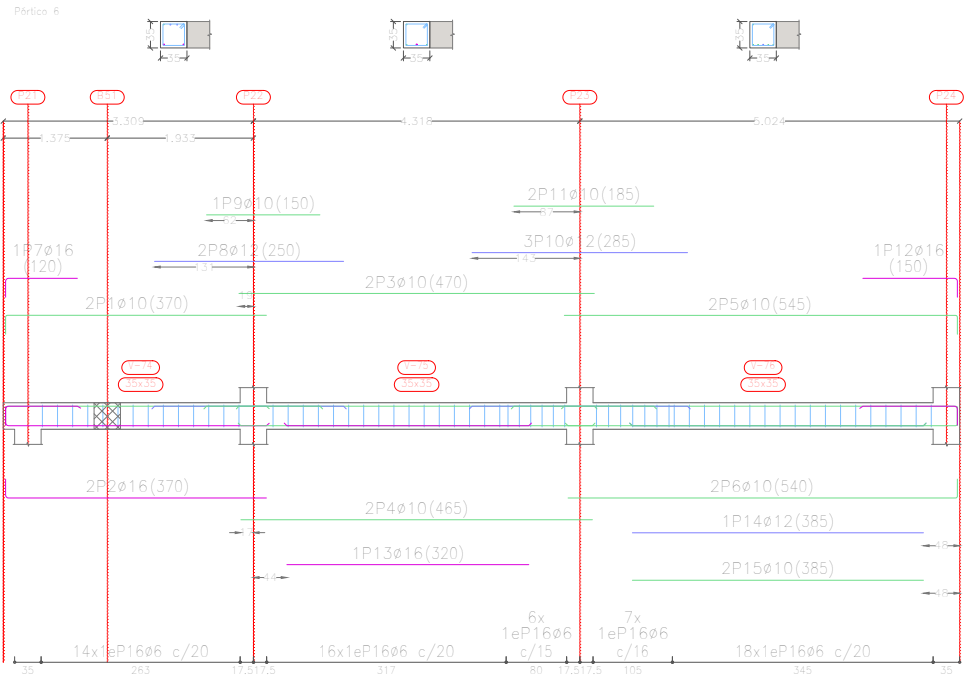 Pórtico 6
35
35
35
35
35
35
P21
B51
P22
P23
P24
3.309
4.318
5.024
1.375
1.933
1P9ø10(150)
62
2P11ø10(185)
87
1P7ø16
(120)
2P8ø12(250)
131
3P10ø12(285)
143
1P12ø16
(150)
2P3ø10(470)
19
2P1ø10(370)
2P5ø10(545)
V-74
35x35
V-75
35x35
V-76
35x35
2P2ø16(370)
2P6ø10(540)
2P4ø10(465)
17
1P14ø12(385)
48
1P13ø16(320)
44
2P15ø10(385)
48
14x1eP16ø6 c/20
16x1eP16ø6 c/20
6x
1eP16ø6
c/15
7x
1eP16ø6
c/16
18x1eP16ø6 c/20
35
263
17.5
17.5
317
80
17.5
17.5
105
345
35